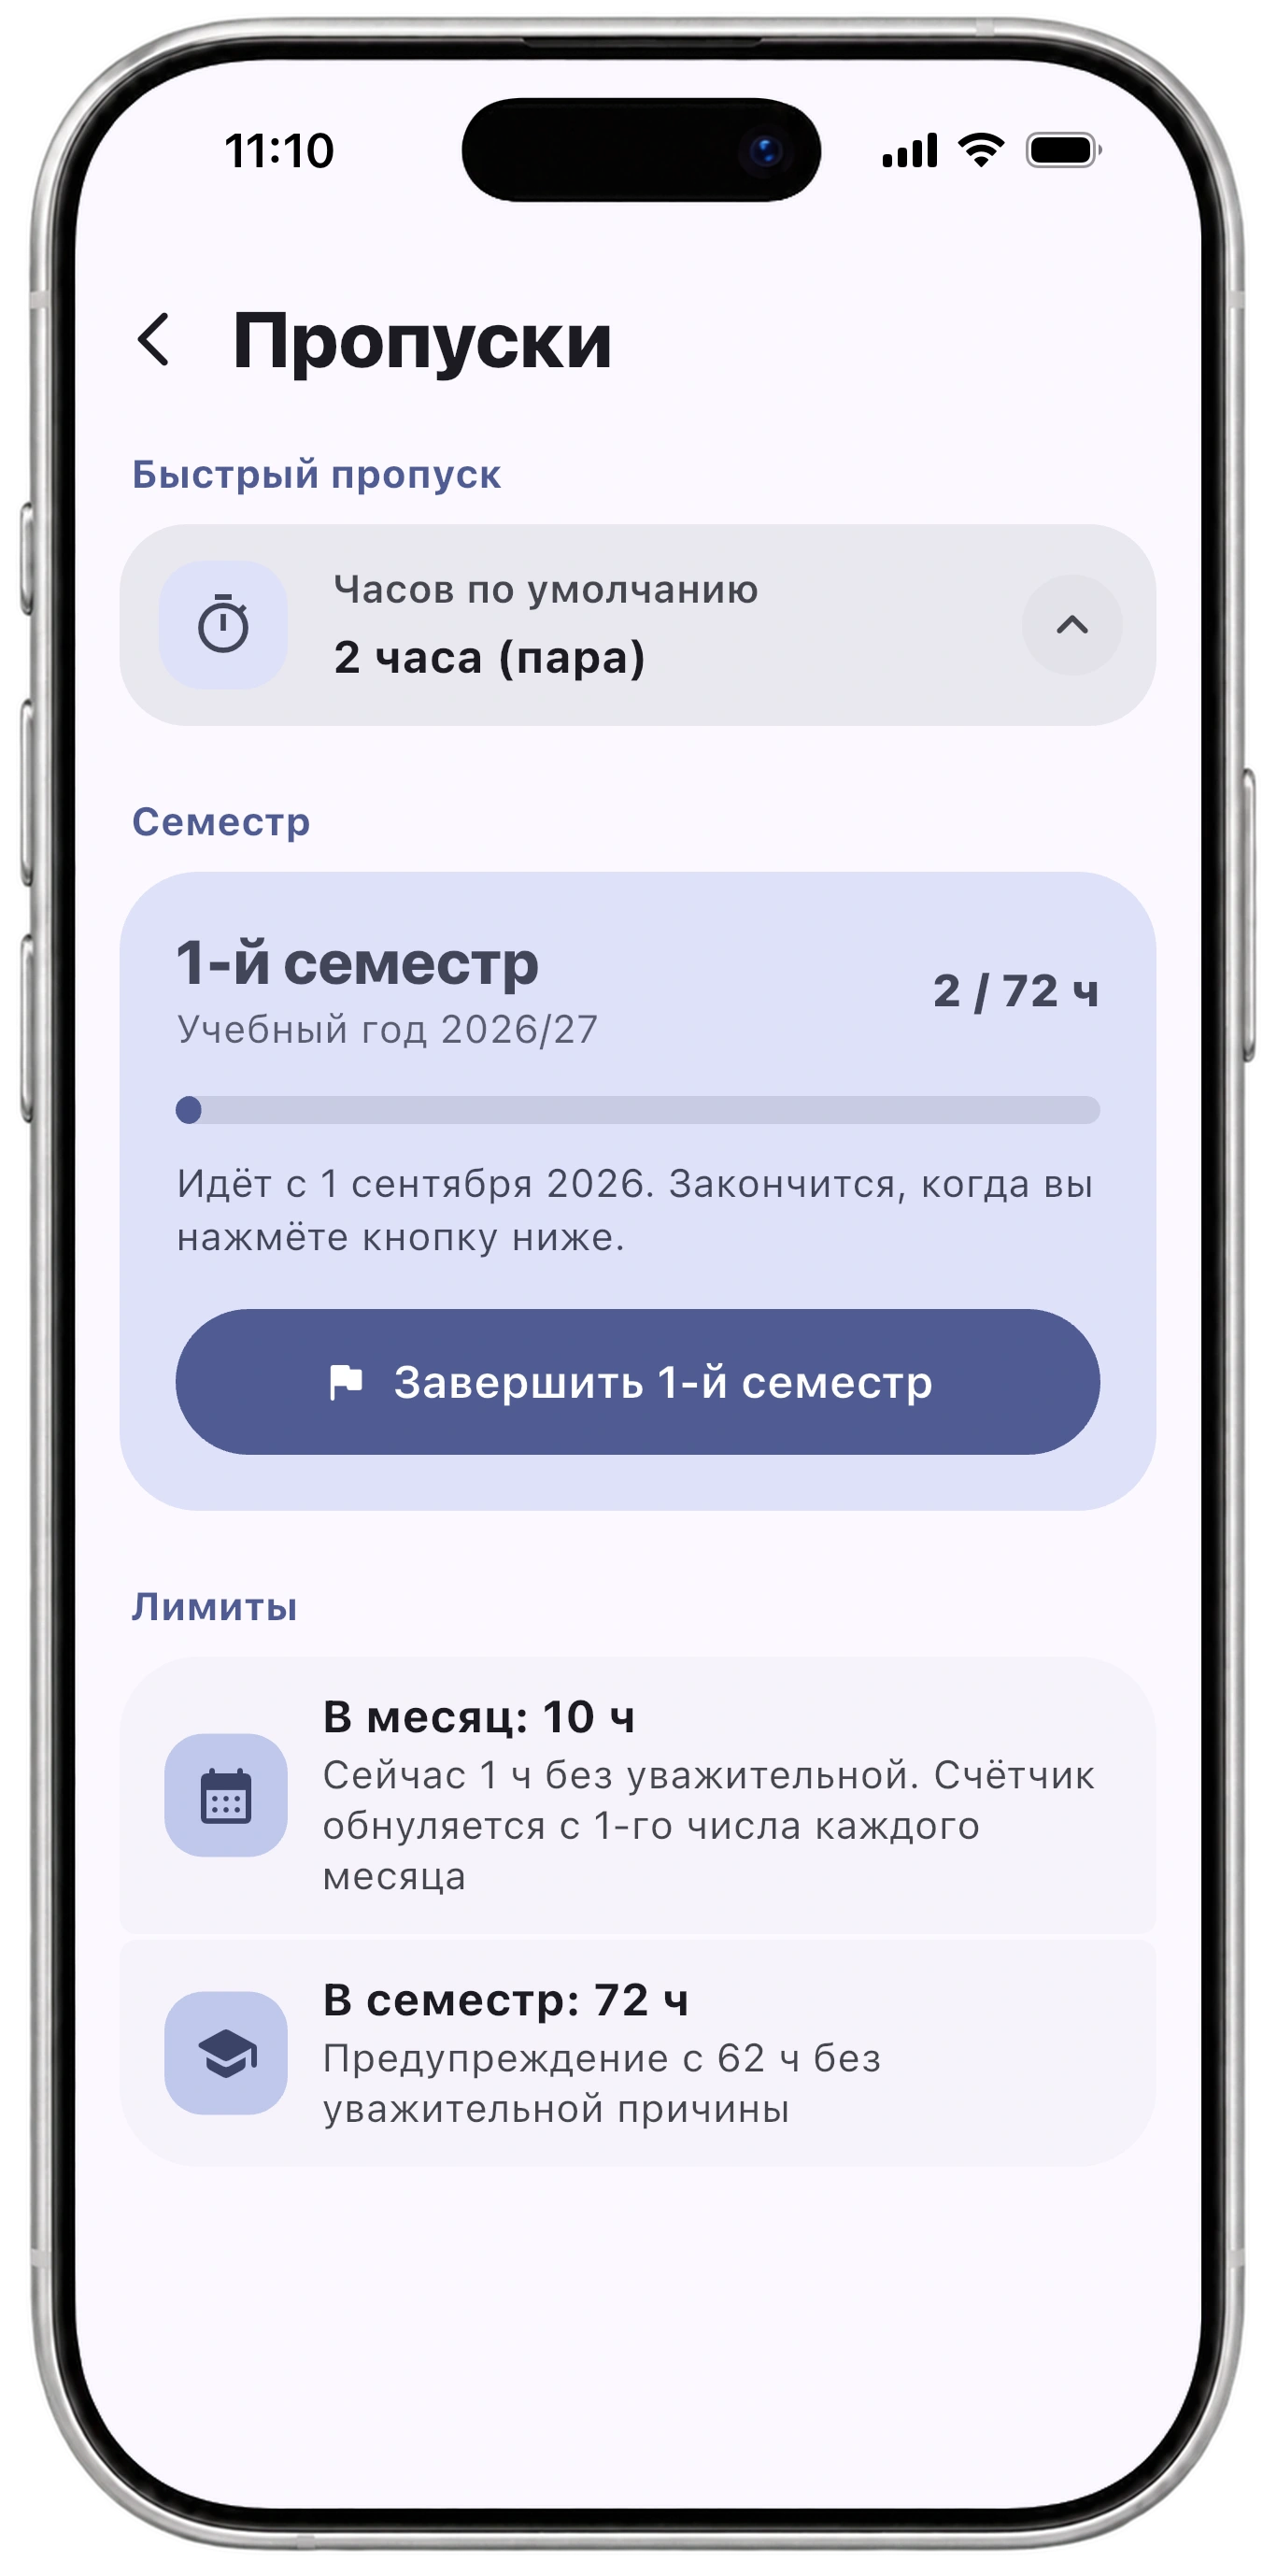 11:10
Пропуски
Быстрый пропуск
Часов по умолчанию
2 часа (пара)
Семестр
1-й семестр
2 / 72 ч
Учебный год 2026/27
Идёт с 1 сентября 2026. Закончится, когда вы
нажмёте кнопку ниже.
Завершить 1-й семестр
Лимиты
В месяц: 10 ч
Сейчас 1 ч без уважительной. Счётчик
обнуляется с 1-го числа каждого
месяца
В семестр: 72 ч
Предупреждение с 62 ч без
уважительной причины